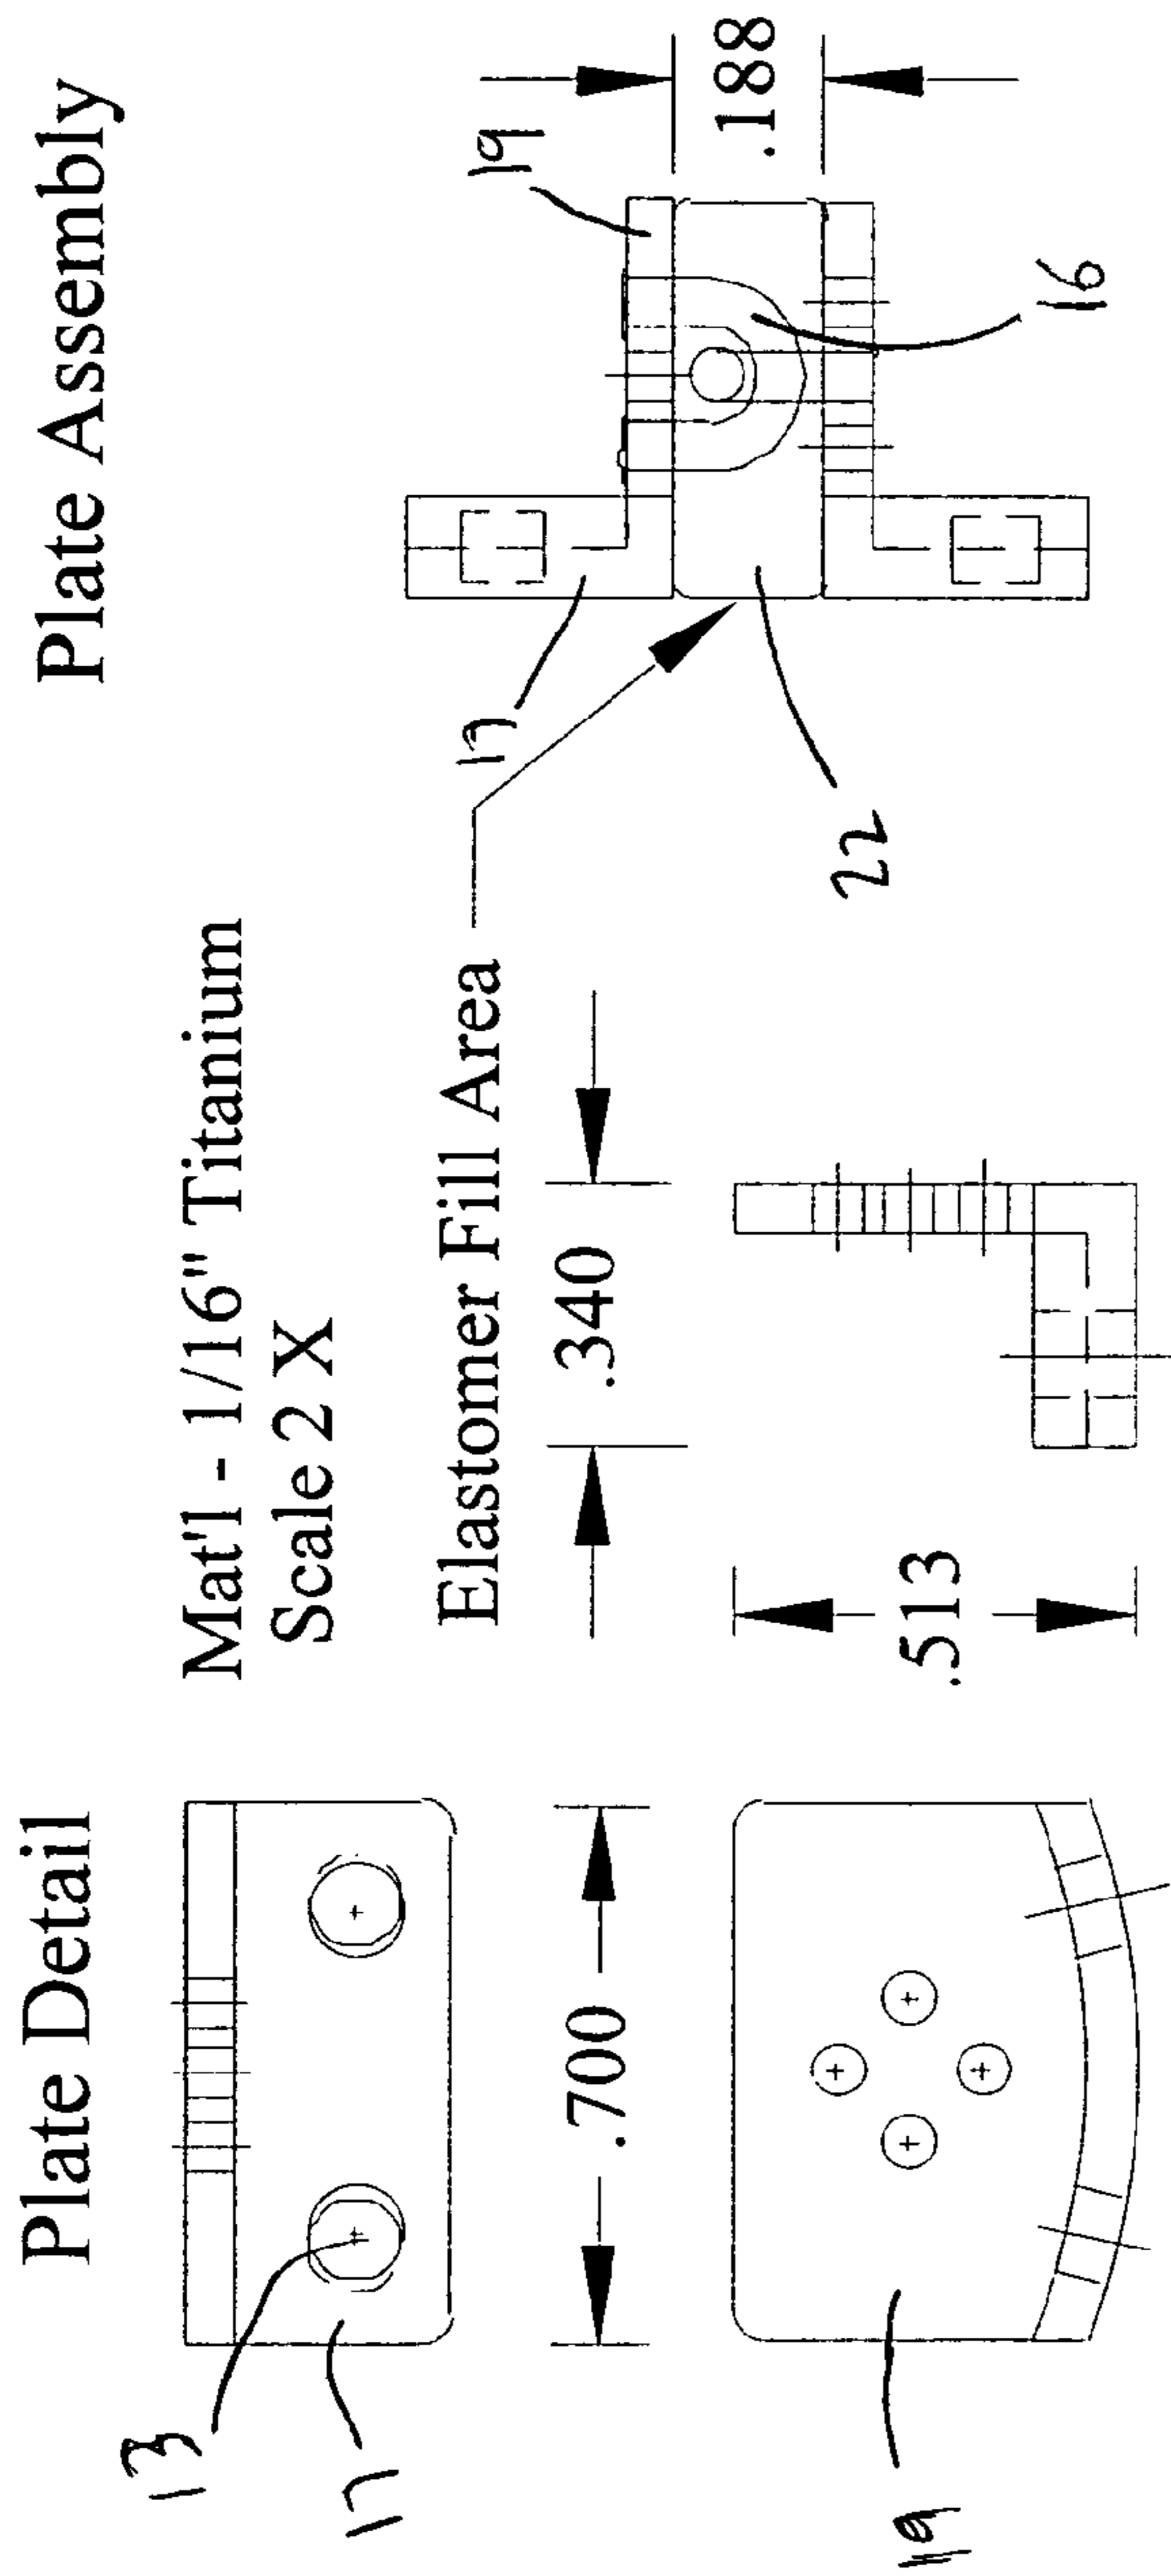 Plate Detail
Plate Assembly
Mat'l - 1/16" Titanium
Scale 2 X
Elastomer Fill Area
13
17
.700
19
.340
.513
17
19
.188
16
22